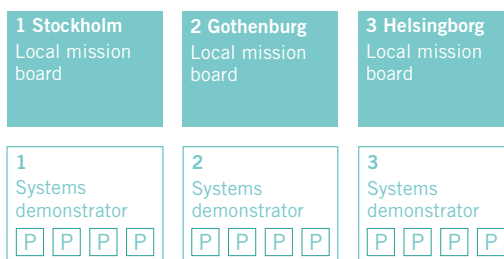 1 Stockholm
Local mission
board
2 Gothenburg
Local mission
board
3 Helsingborg
Local mission
board
1
Systems
demonstrator
P P P P
2
Systems
demonstrator
P P P P
3
Systems
demonstrator
P P P P